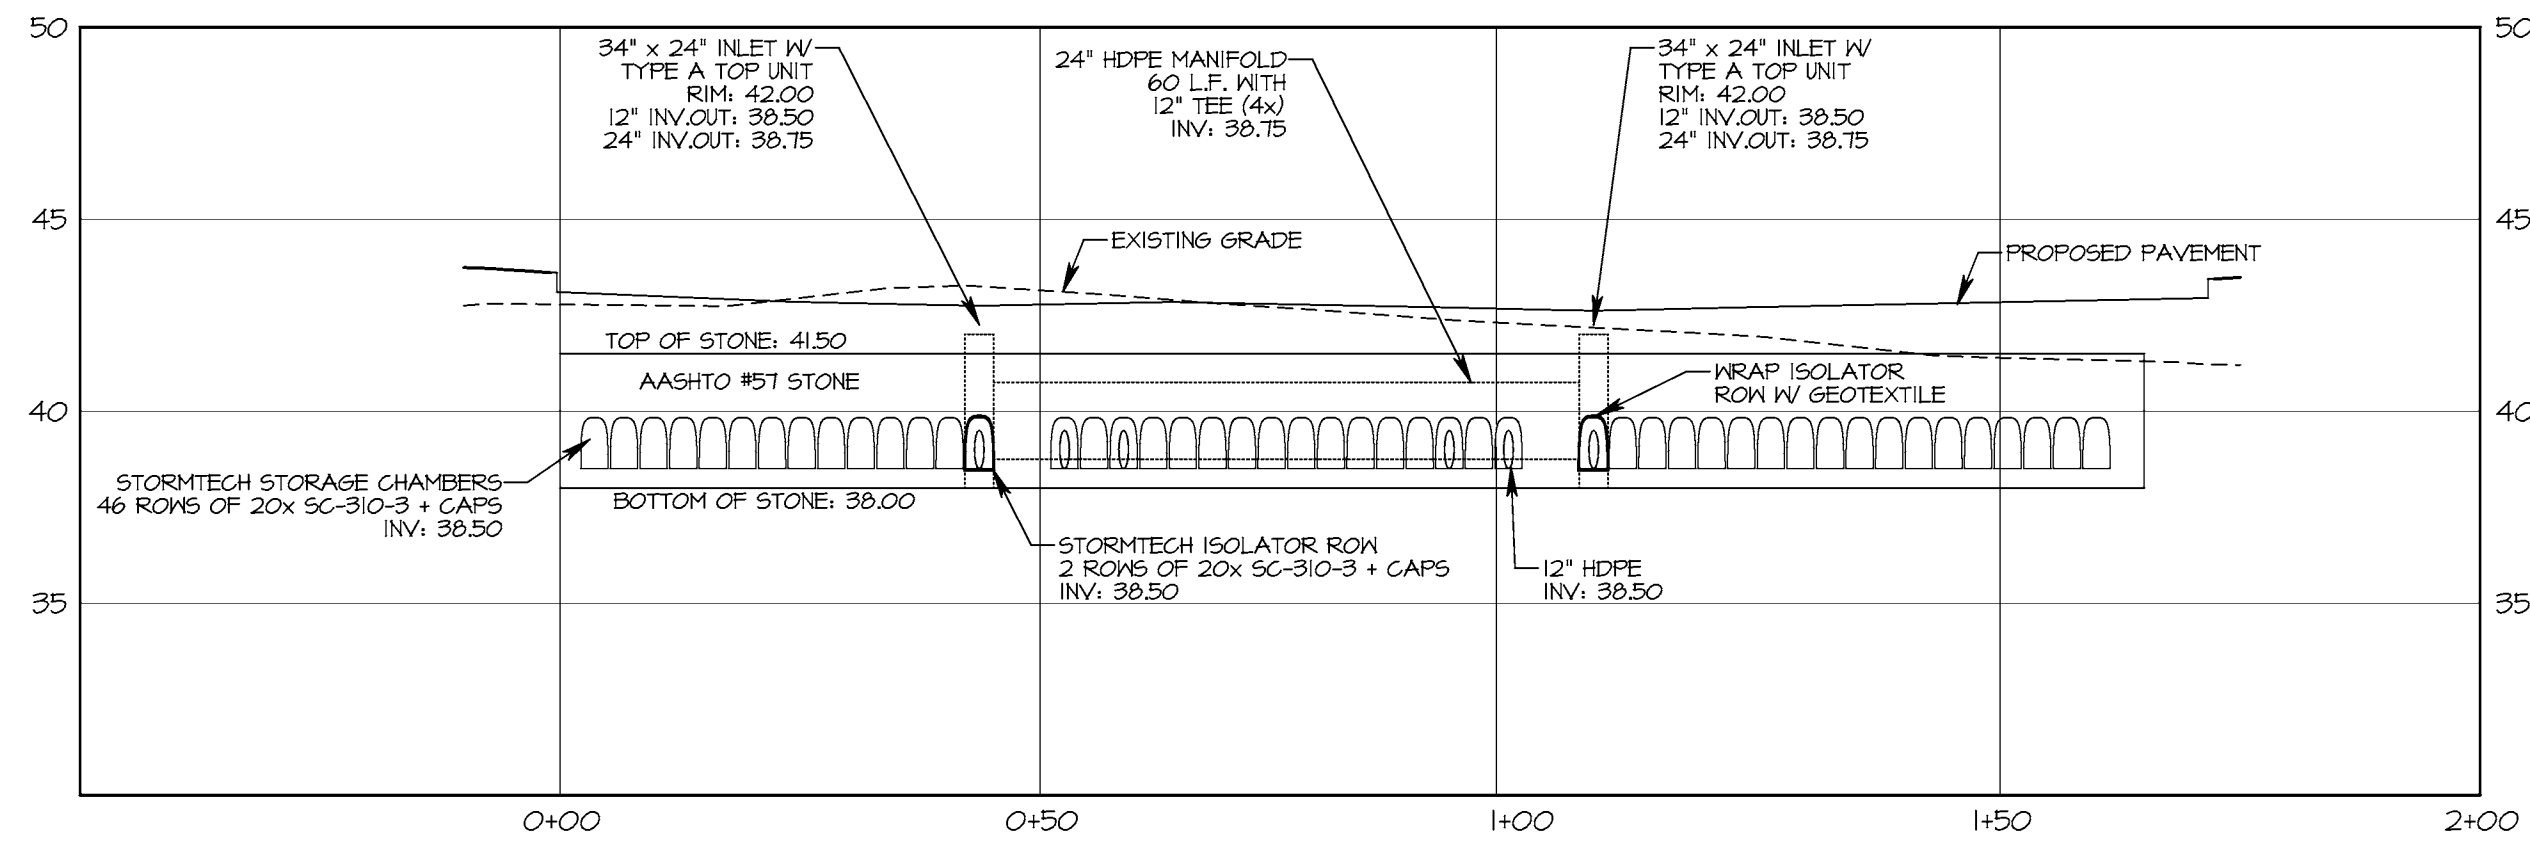 50
50
34" x 24" INLET W/
TYPE A TOP UNIT
RIM: 42.00
12" INV.OUT: 38.50
24" INV.OUT: 38.75
24" HDPE MANIFOLD
60 L.F. WITH
12" TEE (4x)
INV: 38.75
34" x 24" INLET W/
TYPE A TOP UNIT
RIM: 42.00
12" INV.OUT: 38.50
24" INV.OUT: 38.75
45
45
EXISTING GRADE
PROPOSED PAVEMENT
TOP OF STONE: 41.50
AASHTO #57 STONE
WRAP ISOLATOR
ROW W/ GEOTEXTILE
40
40
STORMTECH STORAGE CHAMBERS
46 ROWS OF 20x SC-310-3 + CAPS
INV: 38.50
BOTTOM OF STONE: 38.00
STORMTECH ISOLATOR ROW
2 ROWS OF 20x SC-310-3 + CAPS
INV: 38.50
12" HDPE
INV: 38.50
35
35
0+00
0+50
1+00
1+50
2+00